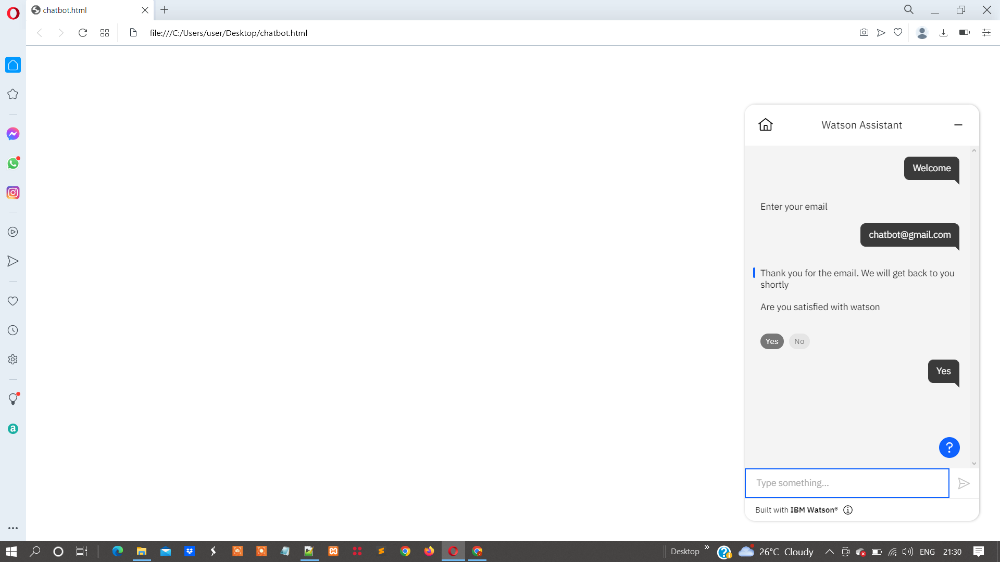 chatbot.html
file:///C:/Users/user/Desktop/chatbot.html
Watson Assistant
Welcome
Enter your email
chatbot@gmail.com
Thank you for the email. We will get back to you
shortly
Are you satisfied with watson
Yes No
Yes
?
Type something...
Built with IBM Watson®
a
Desktop » 26°C Cloudy ENG 21:30